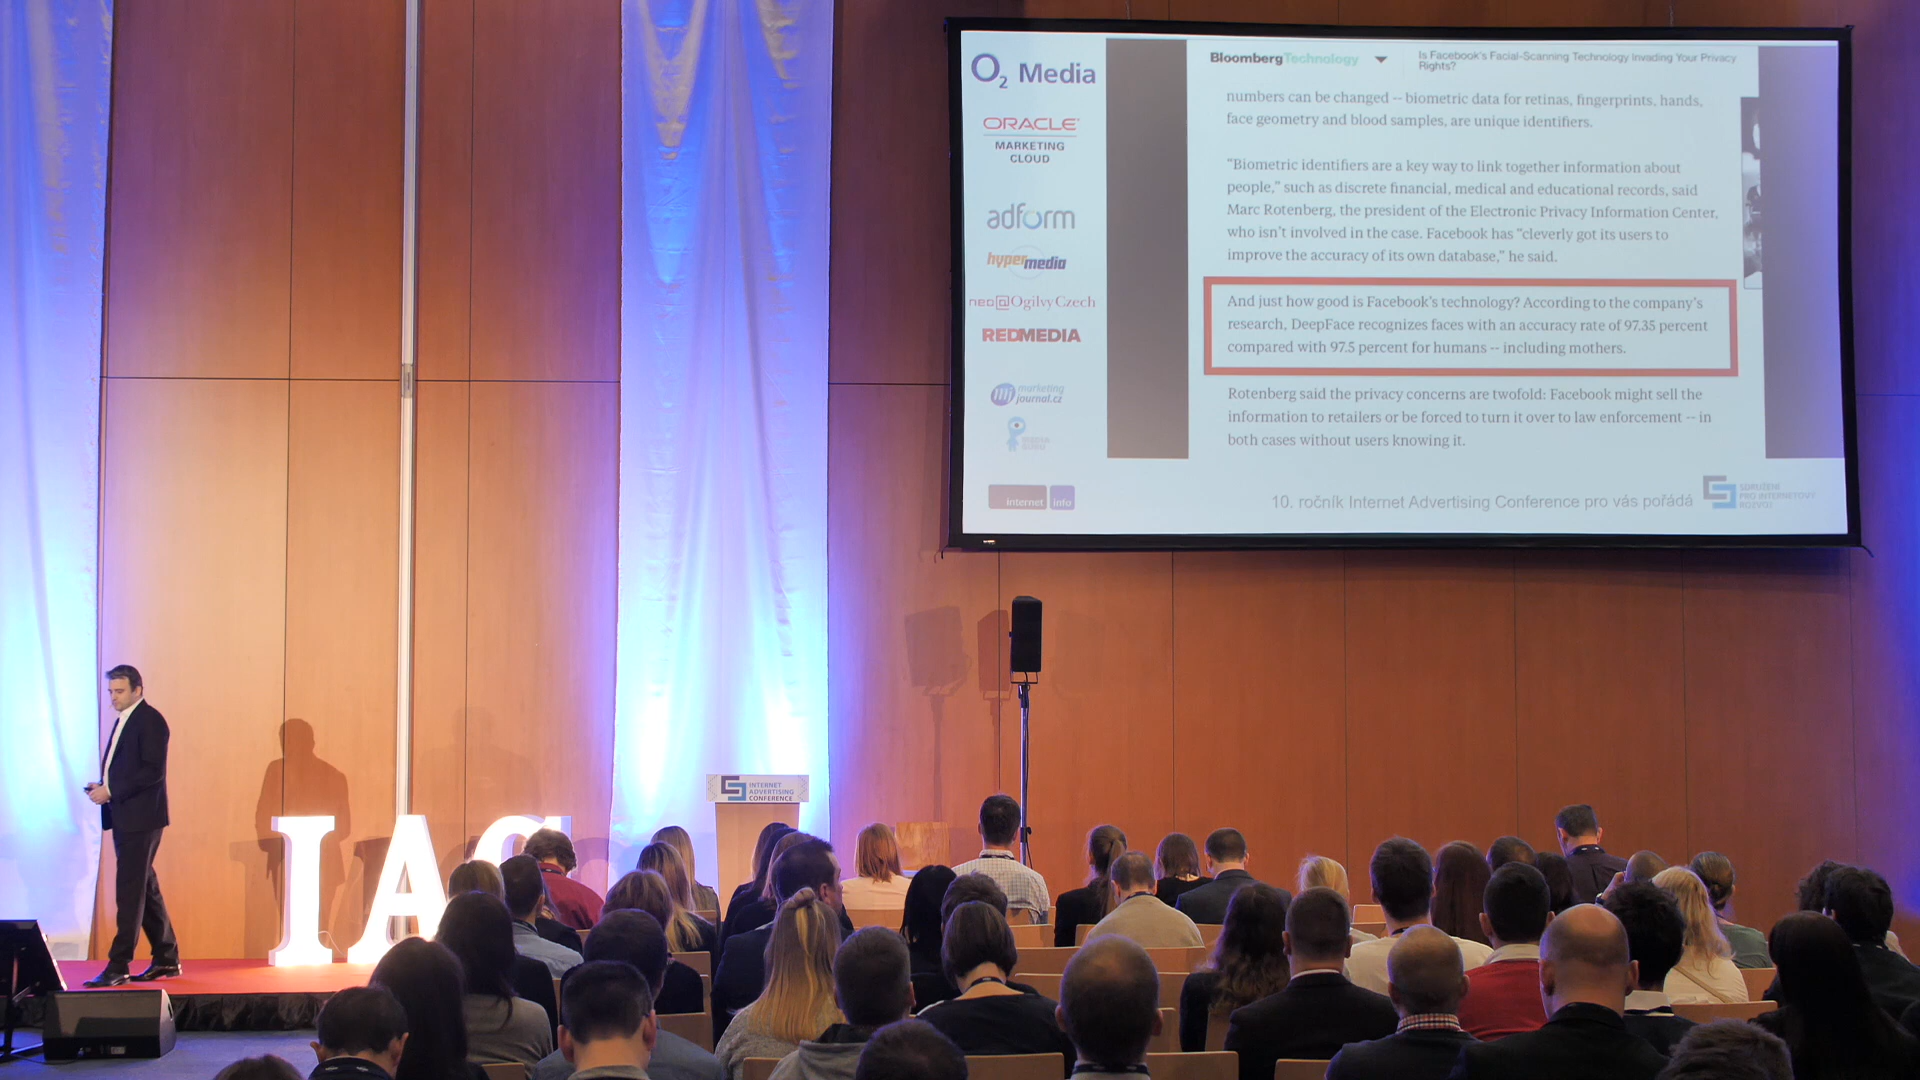 O2 Media
ORACLE
MARKETING
CLOUD
adform
hypermedia
neo@OgilvyCzech
REDMEDIA
marketing
journal.cz
internet info
BloombergTechnology
Is Facebook's Facial-Scanning Technology Invading Your Privacy
Rights?
numbers can be changed -- biometric data for retinas, fingerprints, hands,
face geometry and blood samples, are unique identifiers.
"Biometric identifiers are a key way to link together information about
people," such as discrete financial, medical and educational records, said
Marc Rotenberg, the president of the Electronic Privacy Information Center,
who isn't involved in the case. Facebook has "cleverly got its users to
improve the accuracy of its own database," he said.
And just how good is Facebook's technology? According to the company's
research, DeepFace recognizes faces with an accuracy rate of 97.35 percent
compared with 97.5 percent for humans -- including mothers.
Rotenberg said the privacy concerns are twofold: Facebook might sell the
information to retailers or be forced to turn it over to law enforcement -- in
both cases without users knowing it.
10. ročník Internet Advertising Conference pro vás pořádá
SDRUŽENÍ
PRO INTERNETOVÝ
ROZVOJ
INTERNET
ADVERTISING
CONFERENCE
IAC